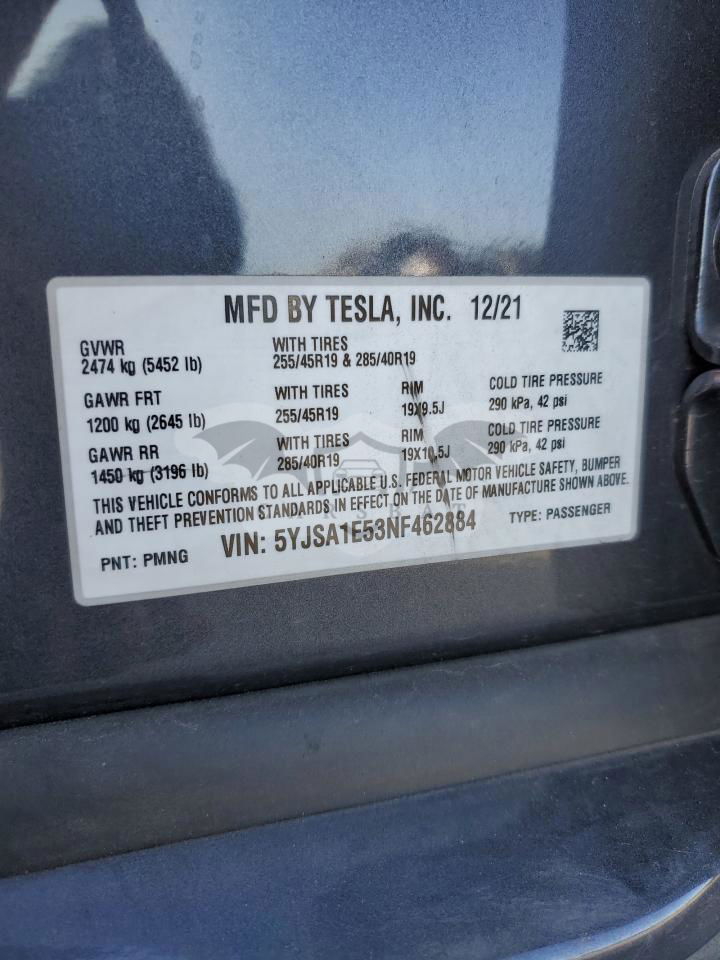 MFD BY TESLA, INC. 12/21
GVWR
2474 kg (5452 lb)
WITH TIRES
255/45R19 & 285/40R19
GAWR FRT
1200 kg (2645 lb)
WITH TIRES
255/45R19
RIM
19X9.5J
COLD TIRE PRESSURE
290 kPa, 42 psi
GAWR RR
1450 kg (3196 lb)
WITH TIRES
285/40R19
RIM
19X10.5J
COLD TIRE PRESSURE
290 kPa, 42 psi
THIS VEHICLE CONFORMS TO ALL APPLICABLE U.S. FEDERAL MOTOR VEHICLE SAFETY, BUMPER
AND THEFT PREVENTION STANDARDS IN EFFECT ON THE DATE OF MANUFACTURE SHOWN ABOVE.
PNT: PMNG
VIN: 5YJSA1E53NF462884
TYPE: PASSENGER